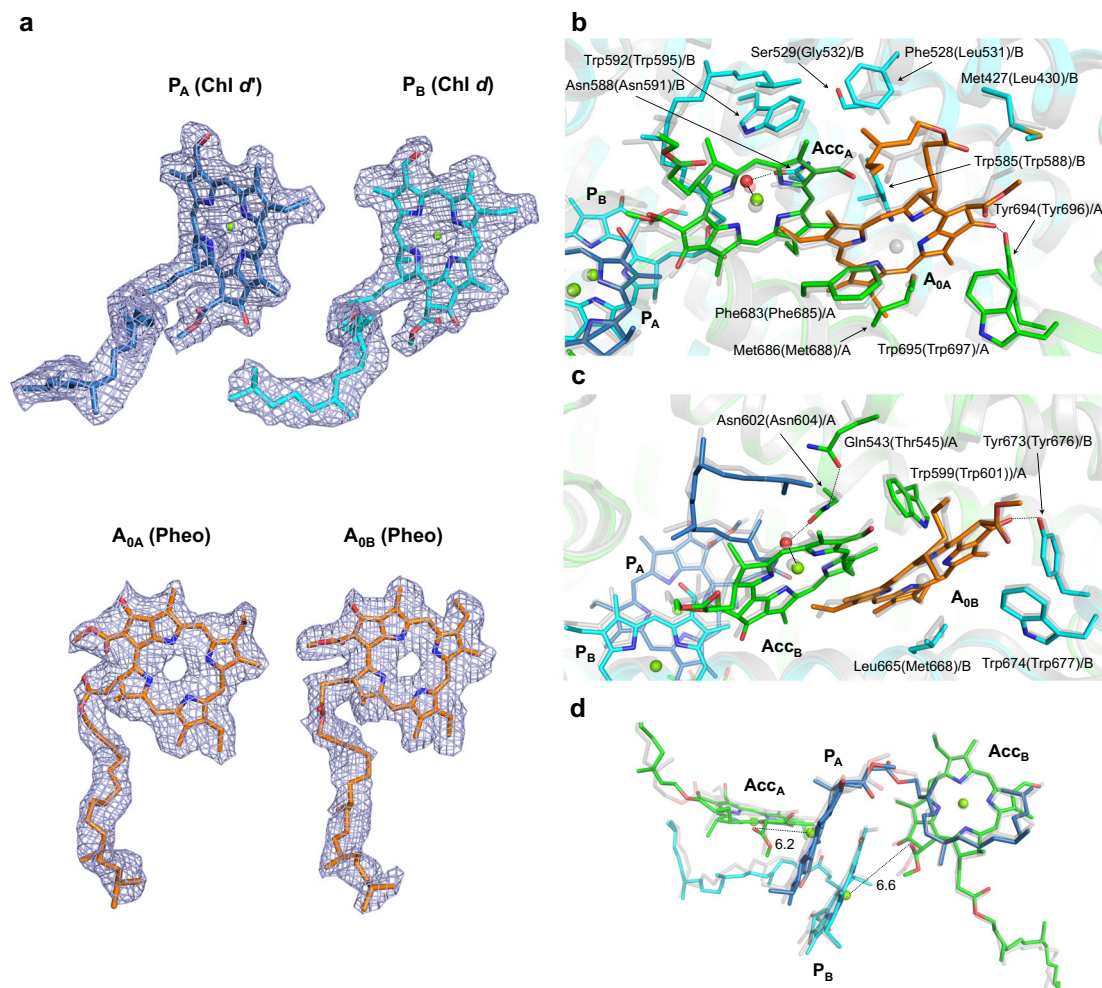 a
P_A (Chl d') P_B (Chl d)
A_0A (Pheo) A_0B (Pheo)
b
Ser529(Gly532)/B Phe528(Leu531)/B
Trp592(Trp595)/B
Met427(Leu430)/B
Asn588(Asn591)/B
Acc_A
Trp585(Trp588)/B
P_B
Tyr694(Tyr696)/A
A_0A
Phe683(Phe685)/A
P_A
Met686(Met688)/A Trp695(Trp697)/A
c
Asn602(Asn604)/A
Gln543(Thr545)/A Tyr673(Tyr676)/B
Trp599(Trp601))/A
P_A
A_0B
P_B Acc_B
Leu665(Met668)/B Trp674(Trp677)/B
d
P_A Acc_B
Acc_A
6.2
6.6
P_B